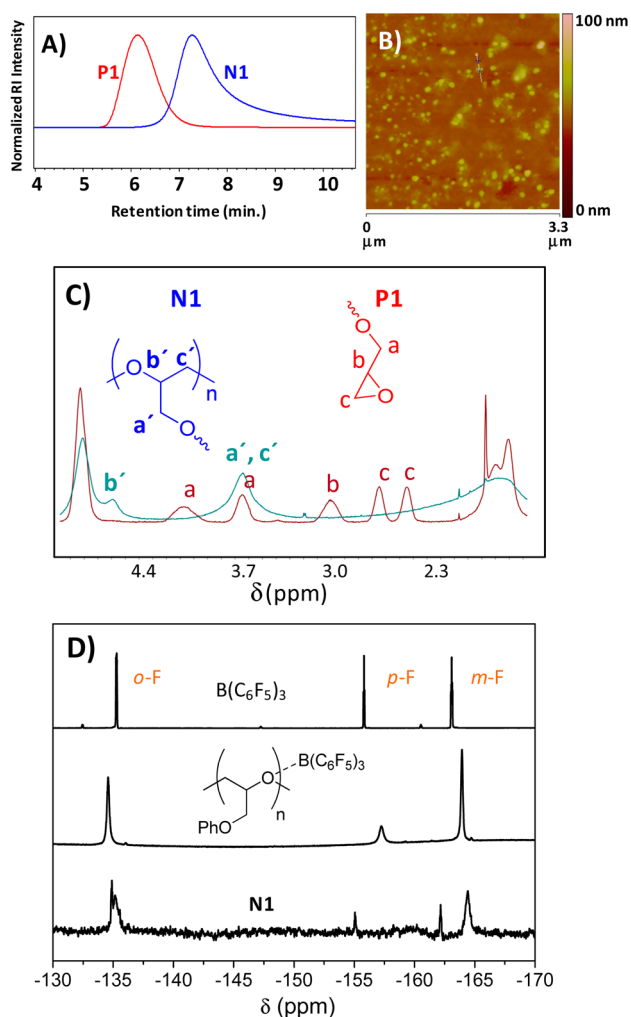 A)
P1
N1
Normalized RI Intensity
4 5 6 7 8 9 10
Retention time (min.)
B)
100 nm
0 nm
0
µm
3.3
µm
C)
N1
P1
O
a
b
c
O
O
b´
c´
n
a´
O
b´
a
a´, c´
a
b
c
c
4.4 3.7 3.0 2.3
δ (ppm)
D)
o-F
B(C₆F₅)₃
p-F
m-F
O
B(C₆F₅)₃
PhO
n
N1
-130 -135 -140 -145 -150 -155 -160 -165 -170
δ (ppm)